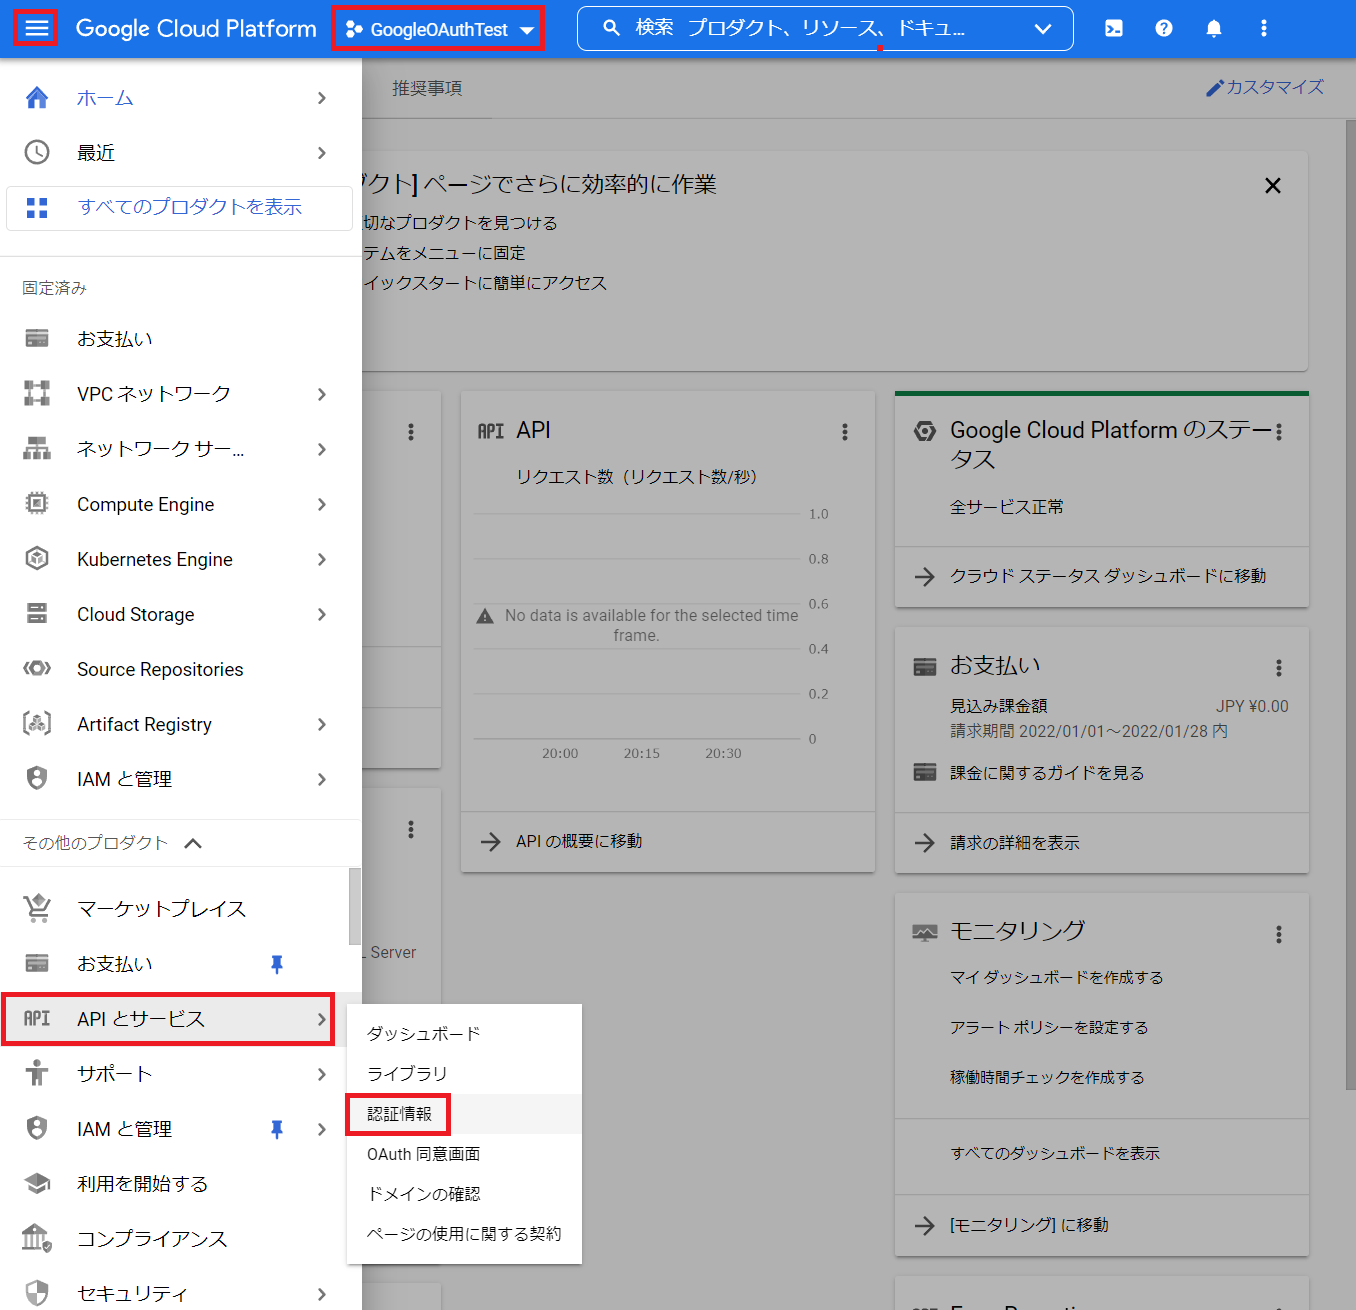 Google Cloud Platform
GoogleOAuthTest
検索 プロダクト、リソース、ドキュ...
ホーム
最近
すべてのプロダクトを表示
固定済み
お支払い
VPC ネットワーク
ネットワーク サー...
Compute Engine
Kubernetes Engine
Cloud Storage
Source Repositories
Artifact Registry
IAM と管理
その他のプロダクト
マーケットプレイス
お支払い
API とサービス
サポート
IAM と管理
利用を開始する
コンプライアンス
セキュリティ
ダッシュボード
ライブラリ
認証情報
OAuth 同意画面
ドメインの確認
ページの使用に関する契約
推奨事項
カスタマイズ
ダクト] ページでさらに効率的に作業
切なプロダクトを見つける
テムをメニューに固定
イックスタートに簡単にアクセス
Server
API API
リクエスト数（リクエスト数/秒）
1.0
0.8
0.6
No data is available for the selected time
frame.
0.4
0.2
0
20:00 20:15 20:30
API の概要に移動
Google Cloud Platform のステー
タス
全サービス正常
クラウド ステータス ダッシュボードに移動
お支払い
見込み課金額 JPY ¥0.00
請求期間 2022/01/01～2022/01/28 内
課金に関するガイドを見る
請求の詳細を表示
モニタリング
マイ ダッシュボードを作成する
アラート ポリシーを設定する
稼働時間チェックを作成する
すべてのダッシュボードを表示
[モニタリング] に移動